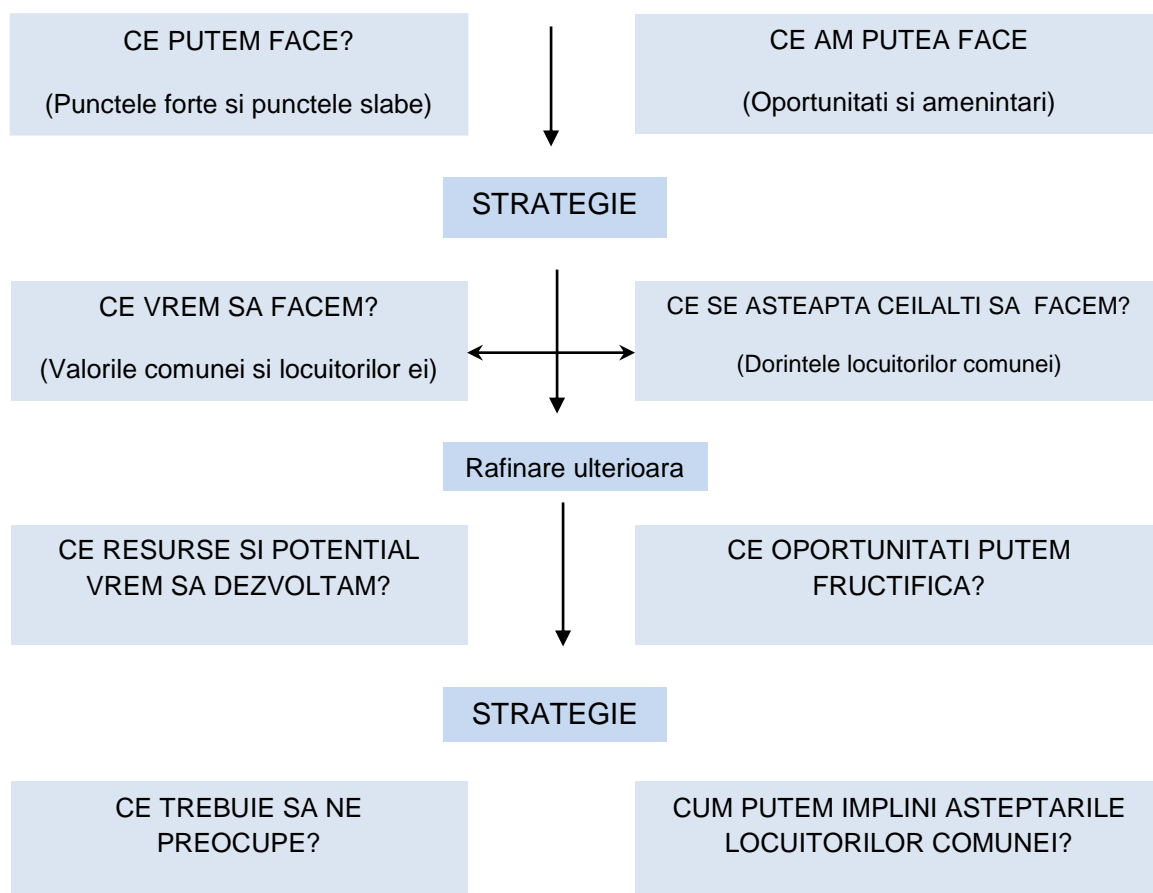 CE PUTEM FACE?
(Punctele forte si punctele slabe)
CE AM PUTEA FACE
(Oportunitati si amenintari)
STRATEGIE
CE VREM SA FACEM?
(Valorile comunei si locuitorilor ei)
CE SE ASTEAPTA CEILALTI SA  FACEM?
(Dorintele locuitorilor comunei)
Rafinare ulterioara
CE RESURSE SI POTENTIAL
VREM SA DEZVOLTAM?
CE OPORTUNITATI PUTEM
FRUCTIFICA?
STRATEGIE
CE TREBUIE SA NE
PREOCUPE?
CUM PUTEM IMPLINI ASTEPTARILE
LOCUITORILOR COMUNEI?